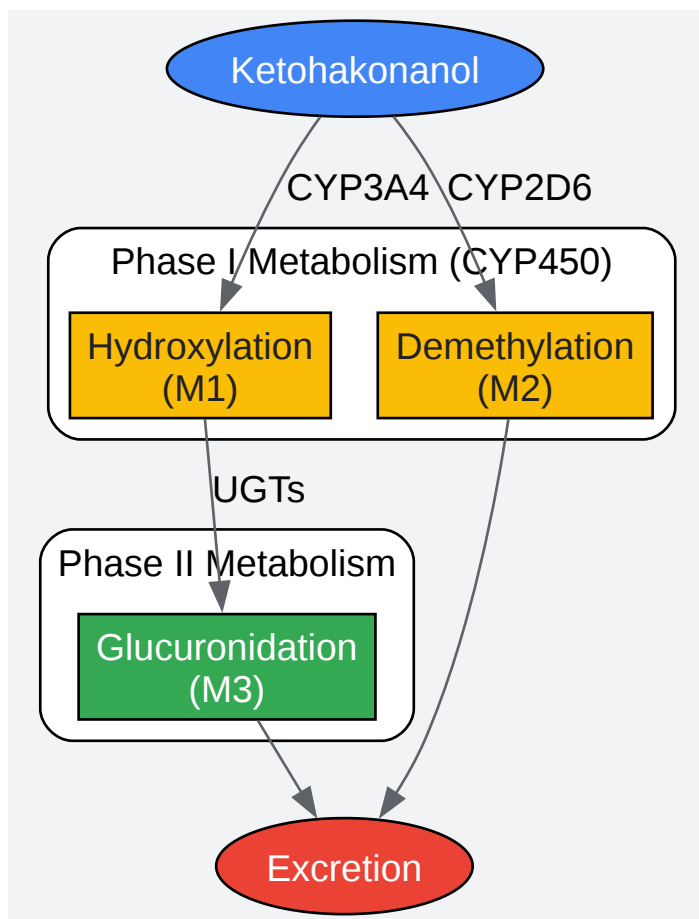 Ketohakonanol
CYP3A4
CYP2D6
Phase I Metabolism (CYP450)
Hydroxylation
(M1)
Demethylation
(M2)
UGTs
Phase II Metabolism
Glucuronidation
(M3)
Excretion